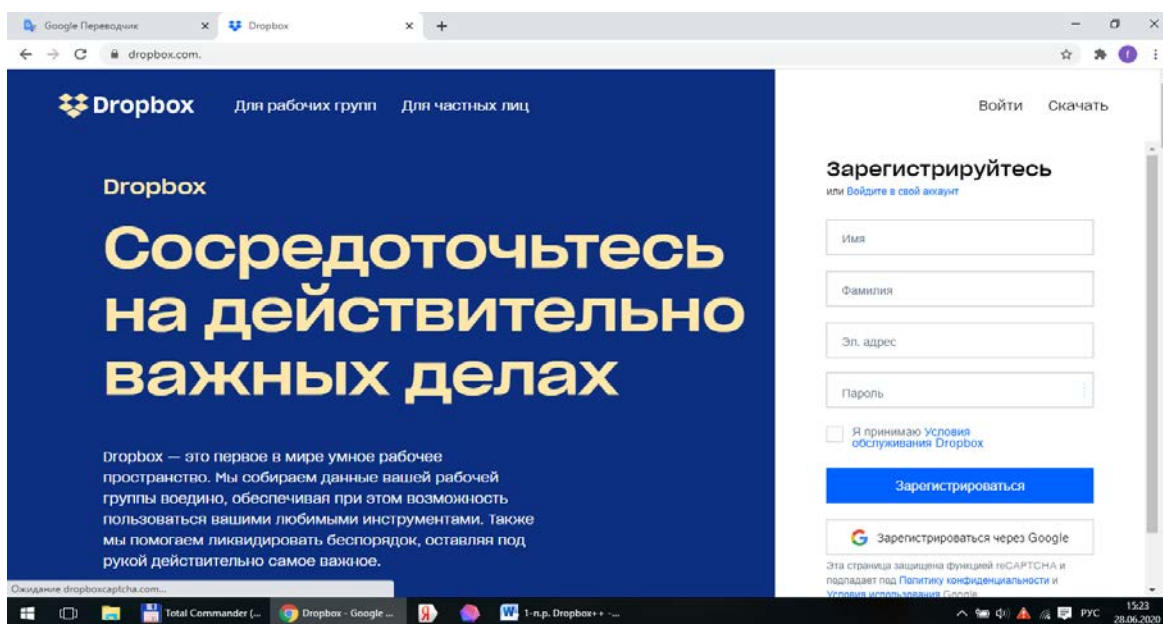 Google Переводчик
Dropbox
dropbox.com.
f
Dropbox
Для рабочих групп
Для частных лиц
Войти
Скачать
Dropbox
Сосредоточьтесь
на действительно
важных делах
Dropbox — это первое в мире умное рабочее
пространство. Мы собираем данные вашей рабочей
группы воедино, обеспечивая при этом возможность
пользоваться вашими любимыми инструментами. Также
мы помогаем ликвидировать беспорядок, оставляя под
рукой действительно самое важное.
Зарегистрируйтесь
или Войдите в свой аккаунт
Имя
Фамилия
Эл. адрес
Пароль
Я принимаю Условия
обслуживания Dropbox
Зарегистрироваться
Зарегистрироваться через Google
Эта страница защищена функцией reCAPTCHA и
подпадает под Политику конфиденциальности и
Условия использования Google
Ожидание dropboxcaptcha.com...
Total Commander (...
Dropbox - Google ...
1-п.р. Dropbox++ -...
РУС
15:23
28.06.2020